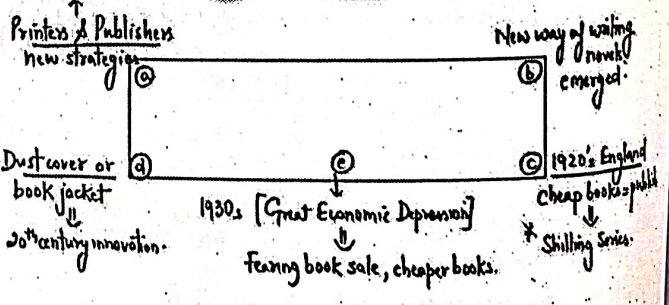 Printers & Publishers
new strategies
(a)
New way of writing
novels
emerged.
(b)
Dust cover or
book jacket
(d)
20th century innovation.
(e)
1930s [Great Economic Depression]
Fearing book sale, cheaper books.
(c)
1920's England
Cheap books =
* Shilling Series.